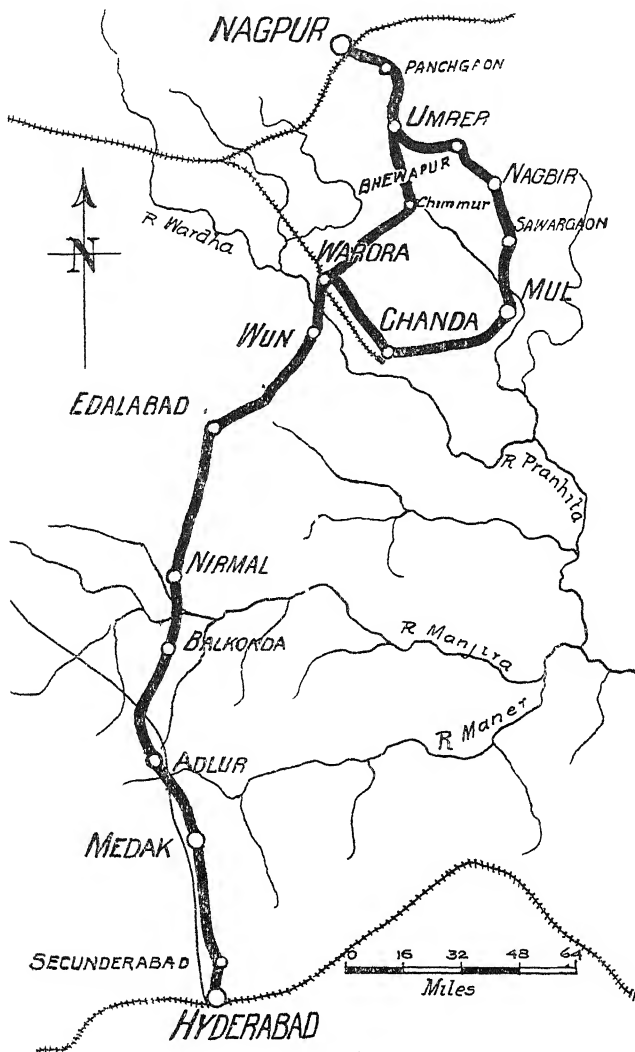 NAGPUR
PANCHGAON
UMRER
BHEWAPUR
NAGBIR
Chimmur
SAWARGAON
R Wardha
N
WARORA
MUL
CHANDA
WUN
EDALABAD
R Pranhita
NIRMAL
R Manjira
BALKONDA
R Maner
ADLUR
MEDAK
SECUNDERABAD
0 16 32 48 64
Miles
HYDERABAD